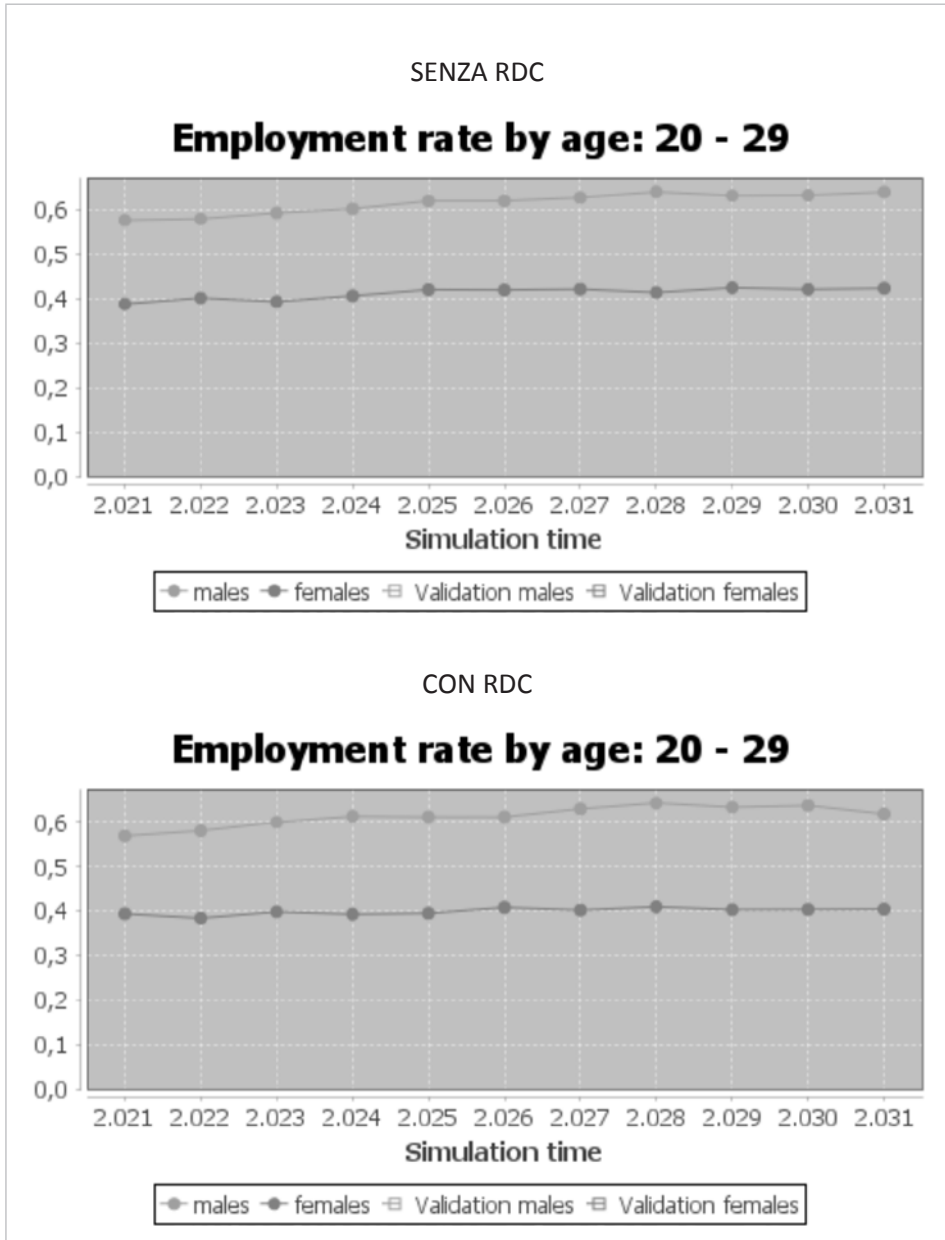 SENZA RDC
Employment rate by age: 20 - 29
0,6
0,5
0,4
0,3
0,2
0,1
0,0
2.021 2.022 2.023 2.024 2.025 2.026 2.027 2.028 2.029 2.030 2.031
Simulation time
males females Validation males Validation females
CON RDC
Employment rate by age: 20 - 29
0,6
0,5
0,4
0,3
0,2
0,1
0,0
2.021 2.022 2.023 2.024 2.025 2.026 2.027 2.028 2.029 2.030 2.031
Simulation time
males females Validation males Validation females